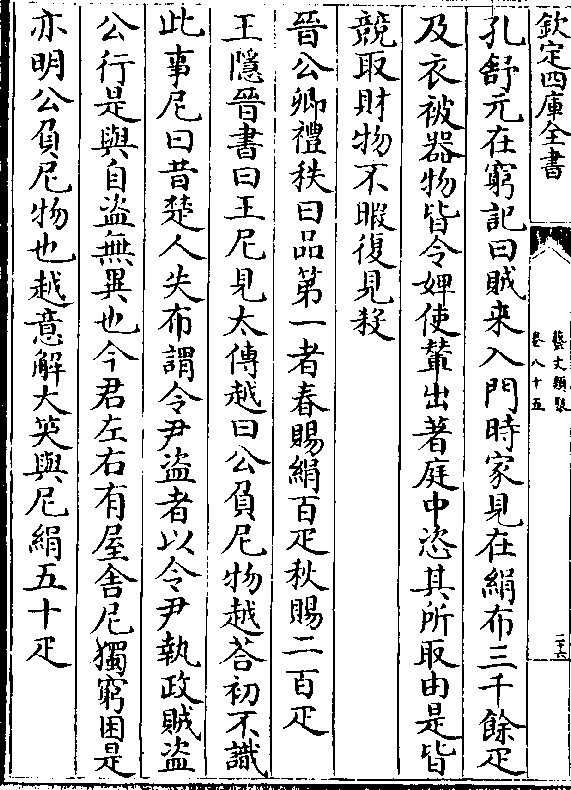 欽定四庫全書
藝文類聚
卷八十五
二六
孔舒元在窮記曰賊来入門時家見在絹布三千餘疋
及衣被器物皆令婢使輦出著庭中恣其所取由是皆
競取財物不暇復見殺
晉公卿禮秩曰品第一者春賜絹百疋秋賜二百疋
王隱晉書曰王尼見太傅越曰公負尼物越荅初不識
此事尼曰昔楚人失布謂令尹盗者以令尹執政賊盗
公行是與自盗無異也今君左右有屋舍尼獨窮困是
亦明公負尼物也越意解大笑與尼絹五十疋